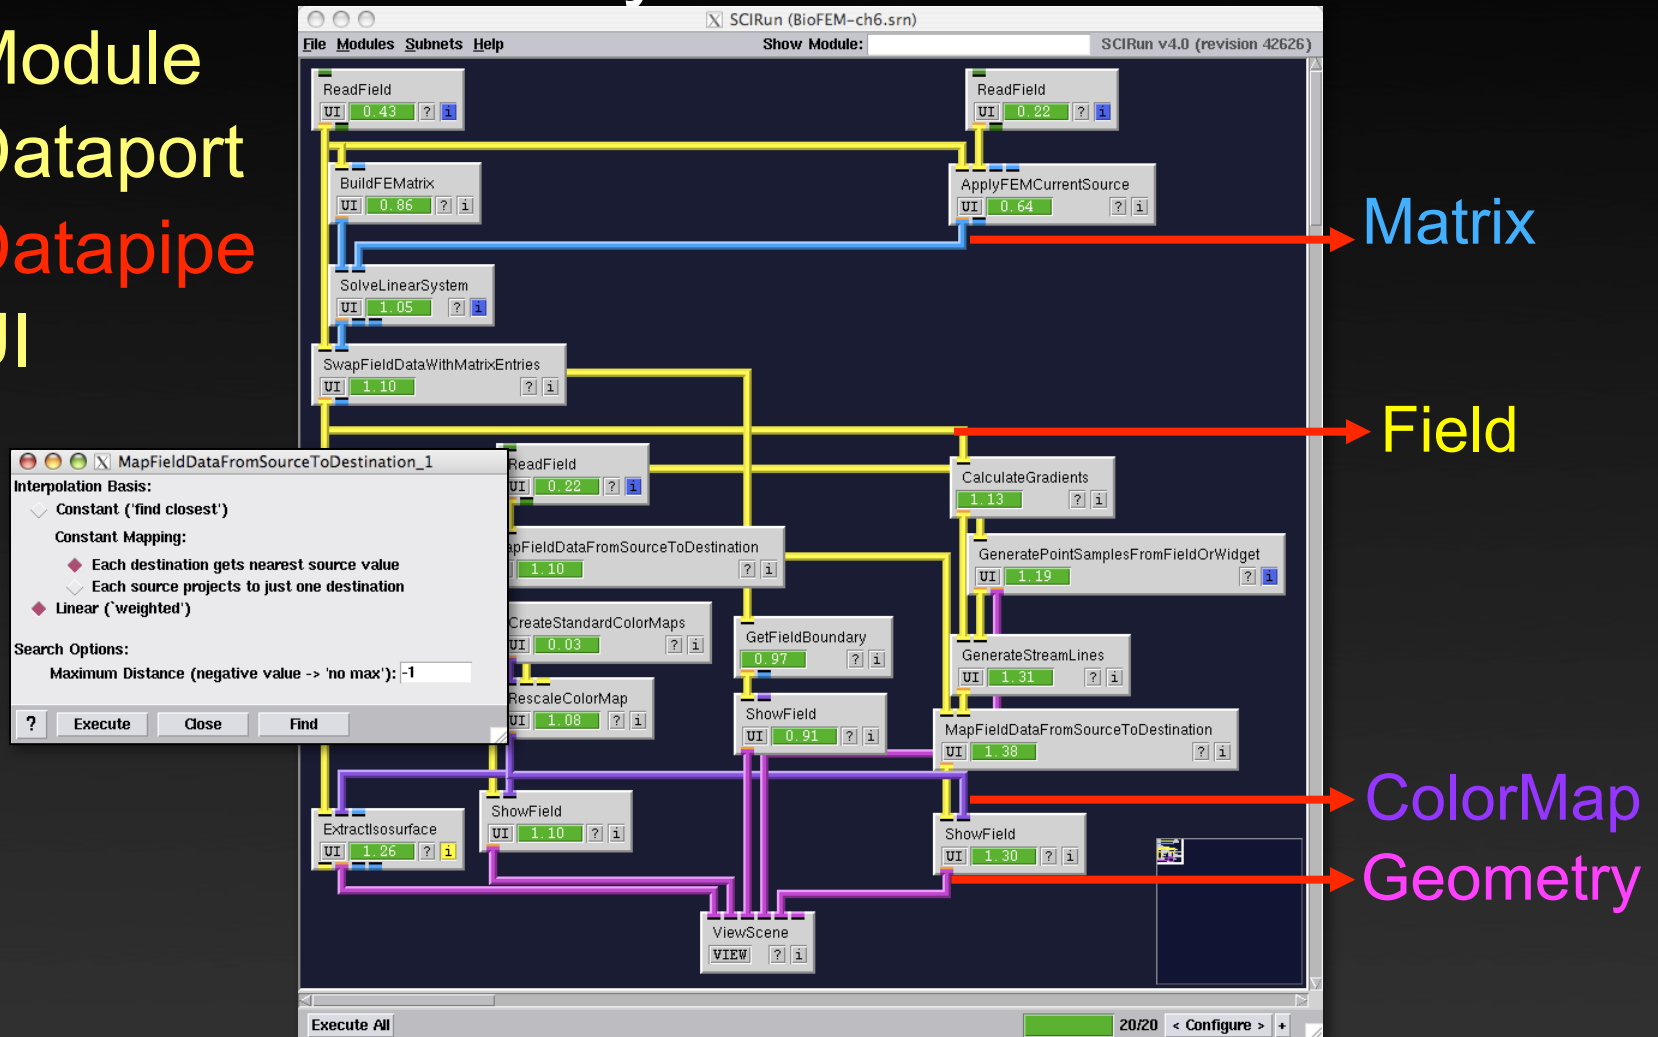 Module
Dataport
Datapipe
UI
SCIRun (BioFEM-ch6.srn)
File Modules Subnets Help
Show Module:
SCIRun v4.0 (revision 42626)
ReadField
UI 0.43 ? i
ReadField
UI 0.22 ? i
BuildFEMatrix
UI 0.86 ? i
ApplyFEMCurrentSource
UI 0.64 ? i
Matrix
SolveLinearSystem
UI 1.05 ? i
SwapFieldDataWithMatrixEntries
UI 1.10 ? i
Field
MapFieldDataFromSourceToDestination_1
Interpolation Basis:
Constant ('find closest')
Constant Mapping:
Each destination gets nearest source value
Each source projects to just one destination
Linear (`weighted')
Search Options:
Maximum Distance (negative value -> 'no max'): -1
? Execute Close Find
ReadField
UI 0.22 ? i
CalculateGradients
1.13 ? i
apFieldDataFromSourceToDestination
1.10 ? i
GeneratePointSamplesFromFieldOrWidget
UI 1.19 ? i
CreateStandardColorMaps
UI 0.03 ? i
GetFieldBoundary
0.97 ? i
GenerateStreamLines
UI 1.31 ? i
RescaleColorMap
UI 1.08 ? i
ShowField
UI 0.91 ? i
MapFieldDataFromSourceToDestination
UI 1.38 ? i
ColorMap
ExtractIsosurface
UI 1.26 ? i
ShowField
UI 1.10 ? i
ShowField
UI 1.30 ? i
Geometry
ViewScene
VIEW ? i
Execute All
20/20 < Configure > +